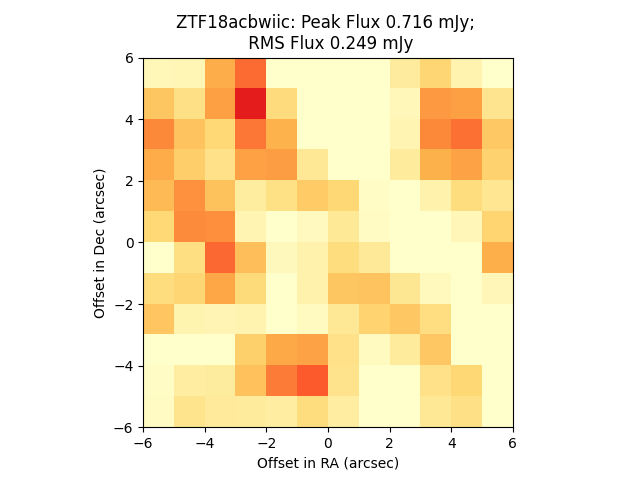 ZTF18acbwiic: Peak Flux 0.716 mJy;
RMS Flux 0.249 mJy
6
4
2
0
−2
−4
−6
Offset in Dec (arcsec)
−6 −4 −2 0 2 4 6
Offset in RA (arcsec)